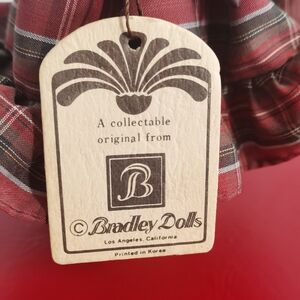 A collectable
original from
B
© Bradley Dolls
Los Angeles, California
Printed in Korea